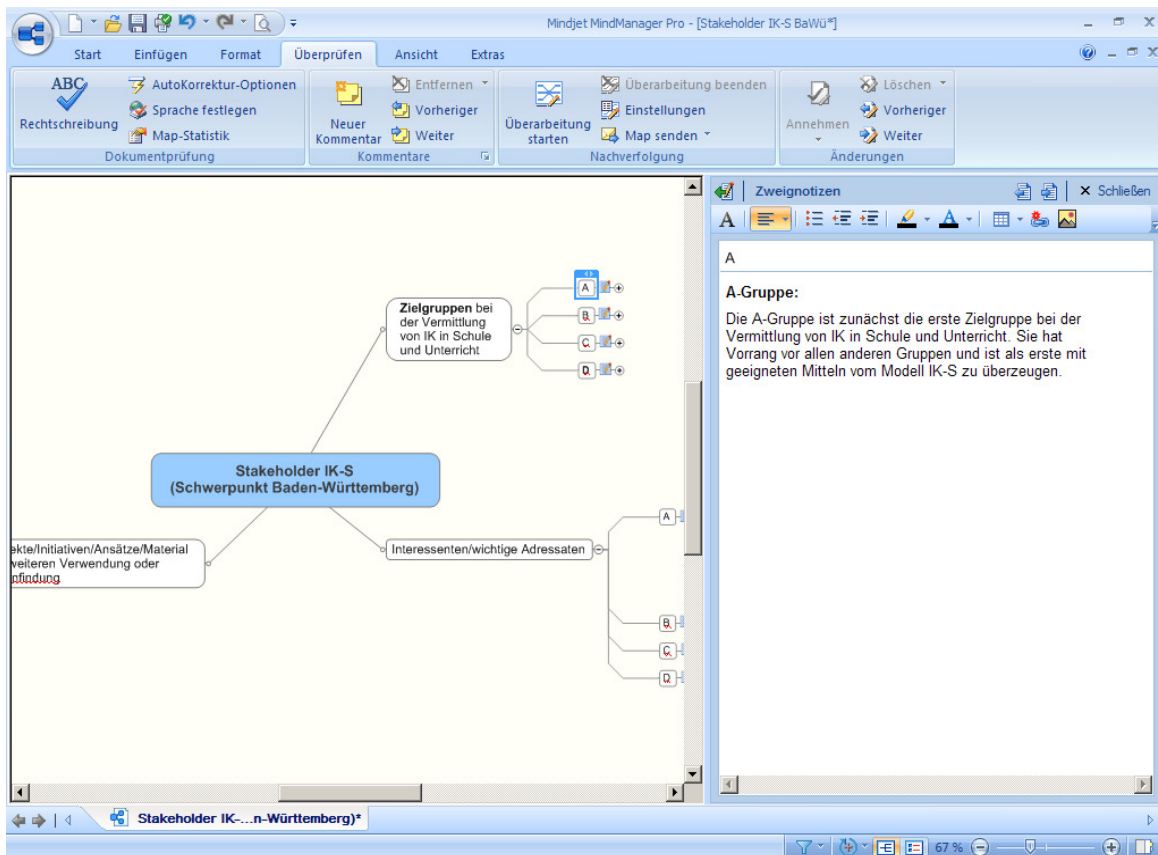 Mindjet MindManager Pro - [Stakeholder IK-S BaWü*]
Start Einfügen Format Überprüfen Ansicht Extras
ABC
Rechtschreibung
AutoKorrektur-Optionen
Sprache festlegen
Map-Statistik
Dokumentprüfung
Neuer
Kommentar
Entfernen
Vorheriger
Weiter
Kommentare
Überarbeitung
starten
Überarbeitung beenden
Einstellungen
Map senden
Nachverfolgung
Annehmen
Löschen
Vorheriger
Weiter
Änderungen
Zielgruppen bei
der Vermittlung
von IK in Schule
und Unterricht
A
B
C
D
Stakeholder IK-S
(Schwerpunkt Baden-Württemberg)
ekte/Initiativen/Ansätze/Material
weiteren Verwendung oder
nfindung
Interessenten/wichtige Adressaten
A
B
C
D
Zweignotizen
Schließen
A
A
A
A-Gruppe:
Die A-Gruppe ist zunächst die erste Zielgruppe bei der
Vermittlung von IK in Schule und Unterricht. Sie hat
Vorrang vor allen anderen Gruppen und ist als erste mit
geeigneten Mitteln vom Modell IK-S zu überzeugen.
Stakeholder IK-...n-Württemberg)*
67 %